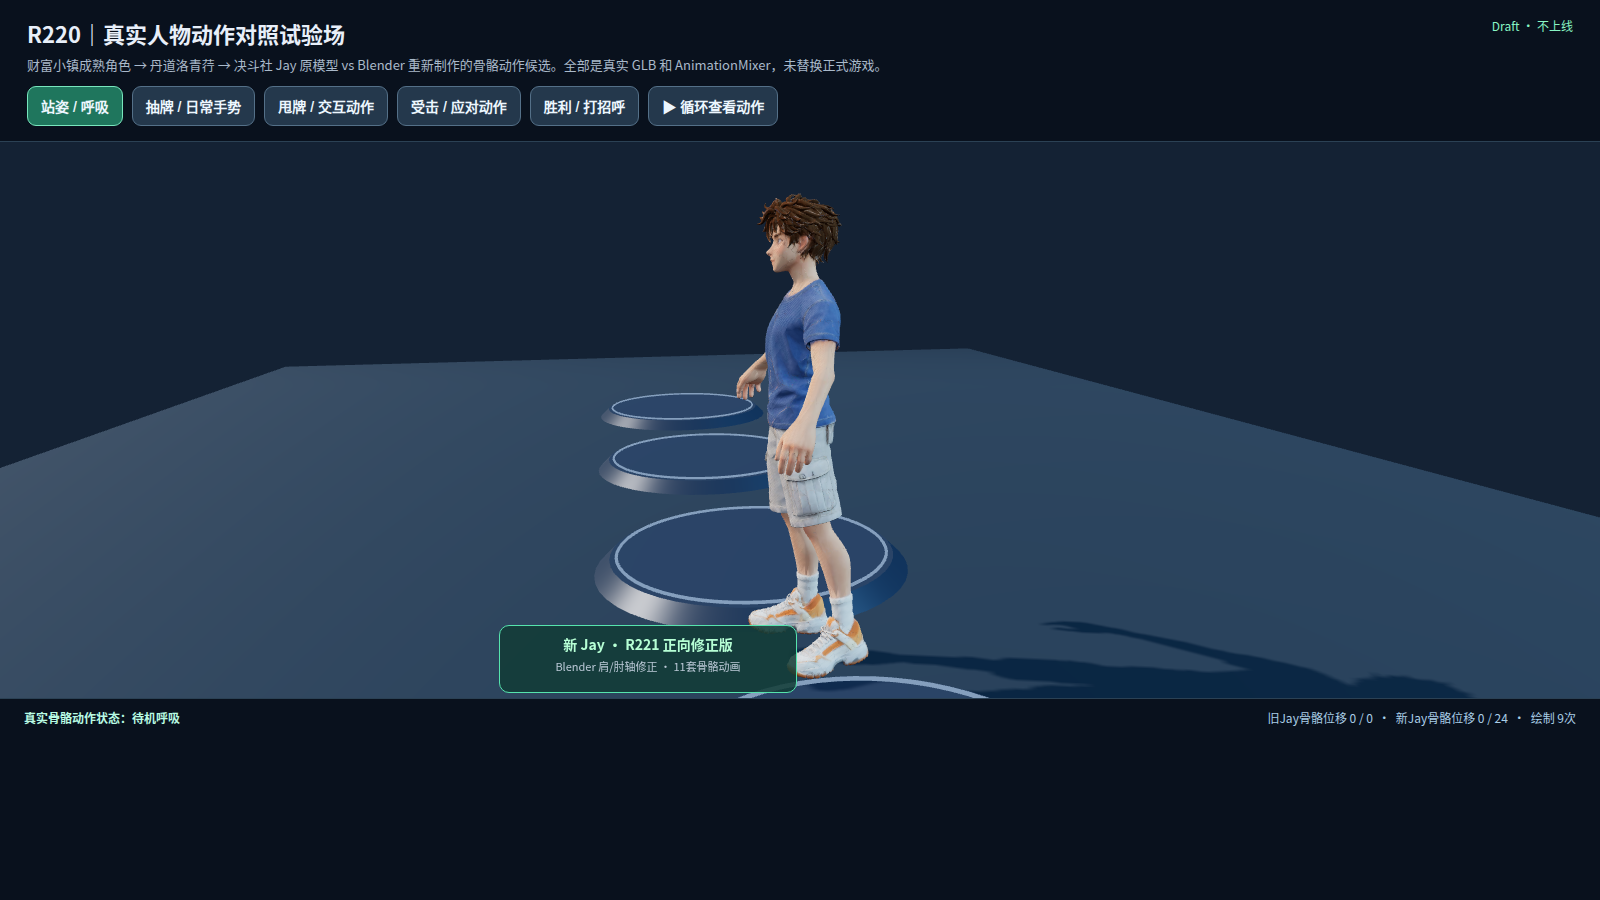 R220｜真实人物动作对照试验场
Draft · 不上线
财富小镇成熟角色 → 丹道洛青荇 → 决斗社 Jay 原模型 vs Blender 重新制作的骨骼动作候选。全部是真实 GLB 和 AnimationMixer，未替换正式游戏。
站姿 / 呼吸
抽牌 / 日常手势
甩牌 / 交互动作
受击 / 应对动作
胜利 / 打招呼
▶ 循环查看动作
新 Jay · R221 正向修正版
Blender 肩/肘轴修正 · 11套骨骼动画
真实骨骼动作状态：待机呼吸
旧Jay骨骼位移 0 / 0 · 新Jay骨骼位移 0 / 24 · 绘制 9次